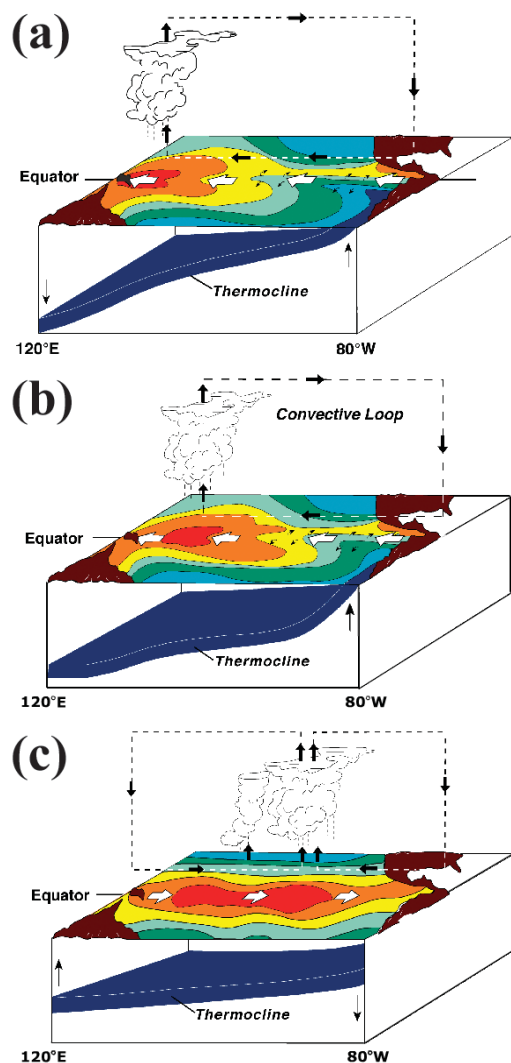 (a)
Equator
Thermocline
120°E 80°W
(b)
Convective Loop
Equator
Thermocline
120°E 80°W
(c)
Equator
Thermocline
120°E 80°W